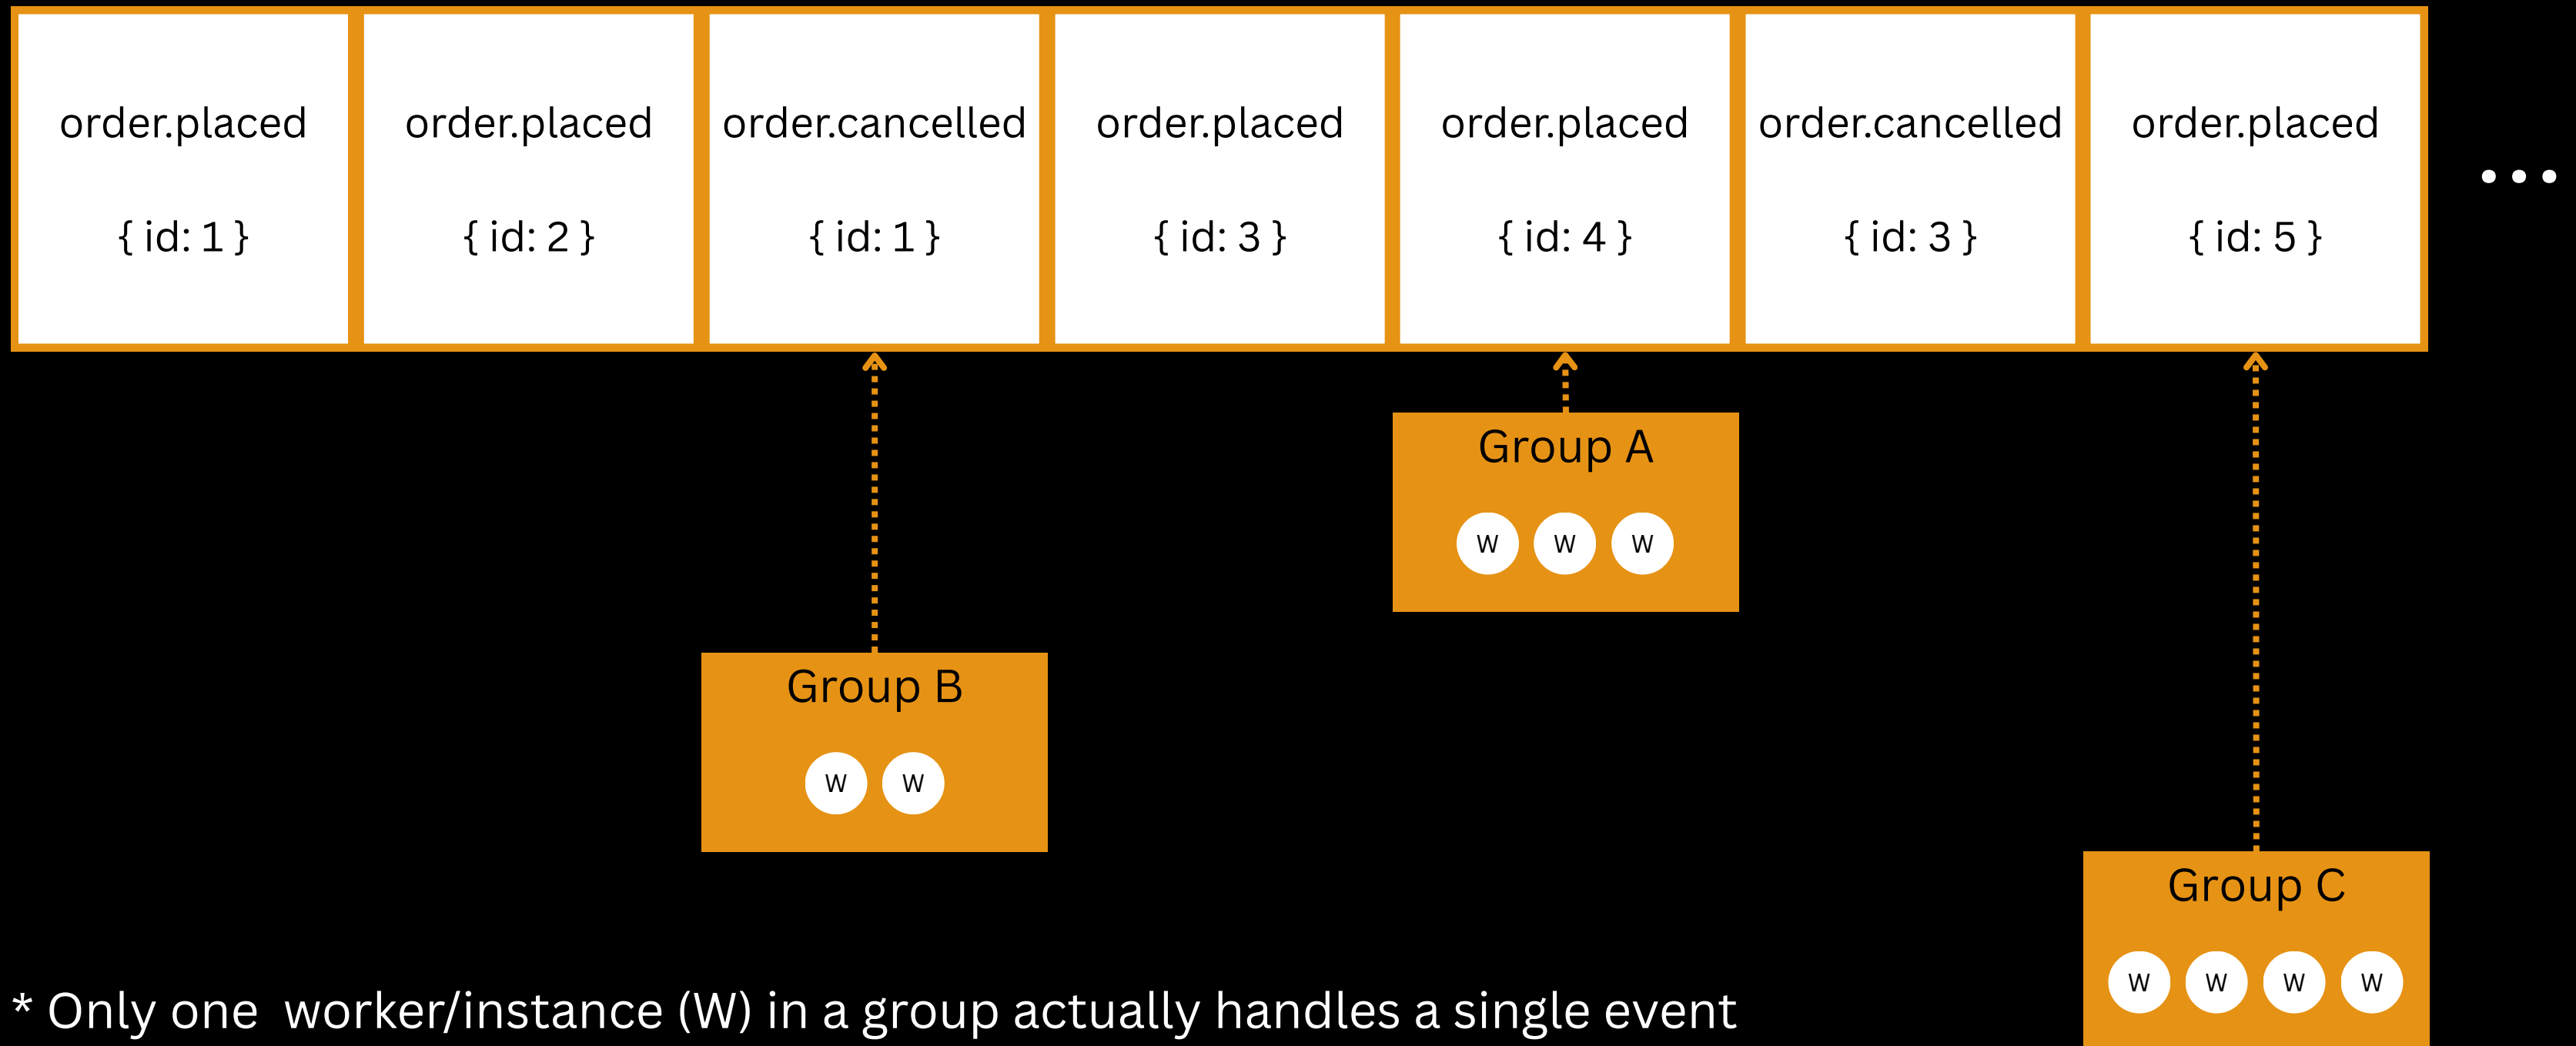 order.placed
order.placed
order.cancelled
order.placed
order.placed
order.cancelled
order.placed
{ id: 1 }
{ id: 2 }
{ id: 1 }
{ id: 3 }
{ id: 4 }
{ id: 3 }
{ id: 5 }
...
Group A
W W W
Group B
W W
Group C
W W W W
* Only one  worker/instance (W) in a group actually handles a single event